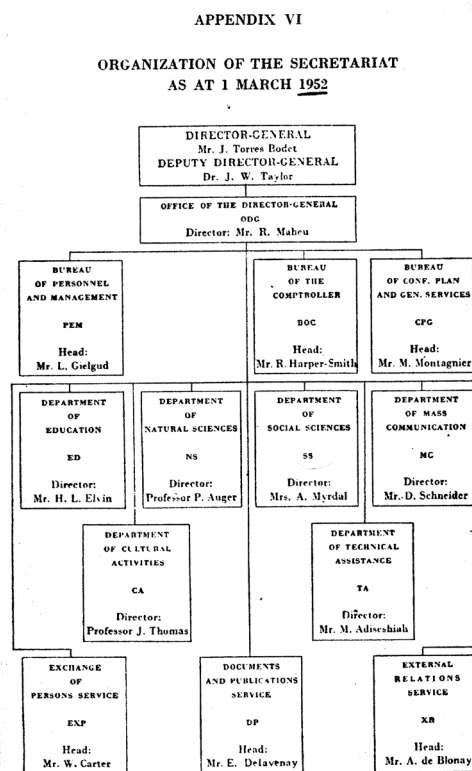 APPENDIX VI
ORGANIZATION OF THE SECRETARIAT
AS AT 1 MARCH 1952
DIRECTOR-GENERAL
Mr. J. Torres Bodet
DEPUTY DIRECTOR-GENERAL
Dr. J. W. Taylor
OFFICE OF THE DIRECTOR-GENERAL
ODG
Director: Mr. R. Maheu
BUREAU
OF PERSONNEL
AND MANAGEMENT
PEM
Head:
Mr. L. Gielgud
BUREAU
OF THE
COMPTROLLER
BOC
Head:
Mr. R. Harper-Smith
BUREAU
OF CONF. PLAN
AND GEN. SERVICES
CPG
Head:
Mr. M. Montagnier
DEPARTMENT
OF
EDUCATION
ED
Director:
Mr. H. L. Elvin
DEPARTMENT
OF
NATURAL SCIENCES
NS
Director:
Professor P. Auger
DEPARTMENT
OF
SOCIAL SCIENCES
SS
Director:
Mrs. A. Myrdal
DEPARTMENT
OF MASS
COMMUNICATION
MC
Director:
Mr. D. Schneider
DEPARTMENT
OF CULTURAL
ACTIVITIES
CA
Director:
Professor J. Thomas
DEPARTMENT
OF TECHNICAL
ASSISTANCE
TA
Director:
Mr. M. Adiseshiah
EXCHANGE
OF
PERSONS SERVICE
EXP
Head:
Mr. W. Carter
DOCUMENTS
AND PUBLICATIONS
SERVICE
DP
Head:
Mr. E. Delavenay
EXTERNAL
RELATIONS
SERVICE
XR
Head:
Mr. A. de Blonay